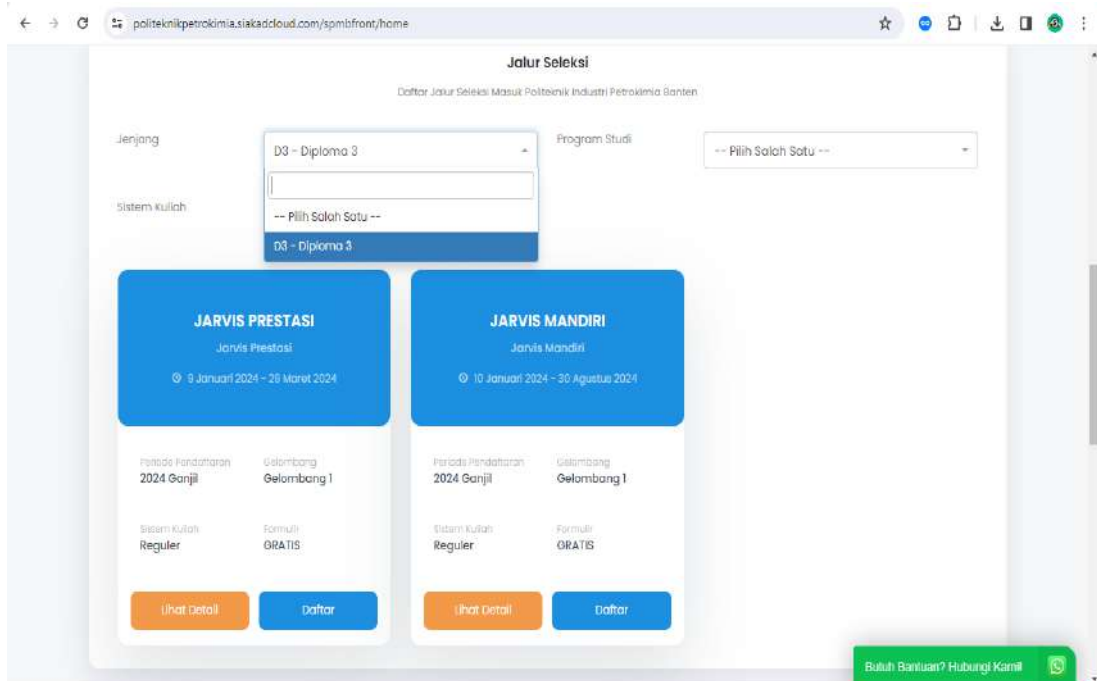 politeknikpetrokimia.siakadcloud.com/spmbfront/home
Jalur Seleksi
Daftar Jalur Seleksi Masuk Politeknik Industri Petrokimia Banten
Jenjang
D3 - Diploma 3
Program Studi
-- Pilih Salah Satu --
Sistem Kuliah
-- Pilih Salah Satu --
D3 - Diploma 3
JARVIS PRESTASI
Jarvis Prestasi
9 Januari 2024 - 29 Maret 2024
JARVIS MANDIRI
Jarvis Mandiri
10 Januari 2024 - 30 Agustus 2024
Periode Pendaftaran Gelombang
2024 Ganjil Gelombang 1
Sistem Kuliah Formulir
Reguler GRATIS
Lihat Detail Daftar
Periode Pendaftaran Gelombang
2024 Ganjil Gelombang 1
Sistem Kuliah Formulir
Reguler GRATIS
Lihat Detail Daftar
Butuh Bantuan? Hubungi Kami!